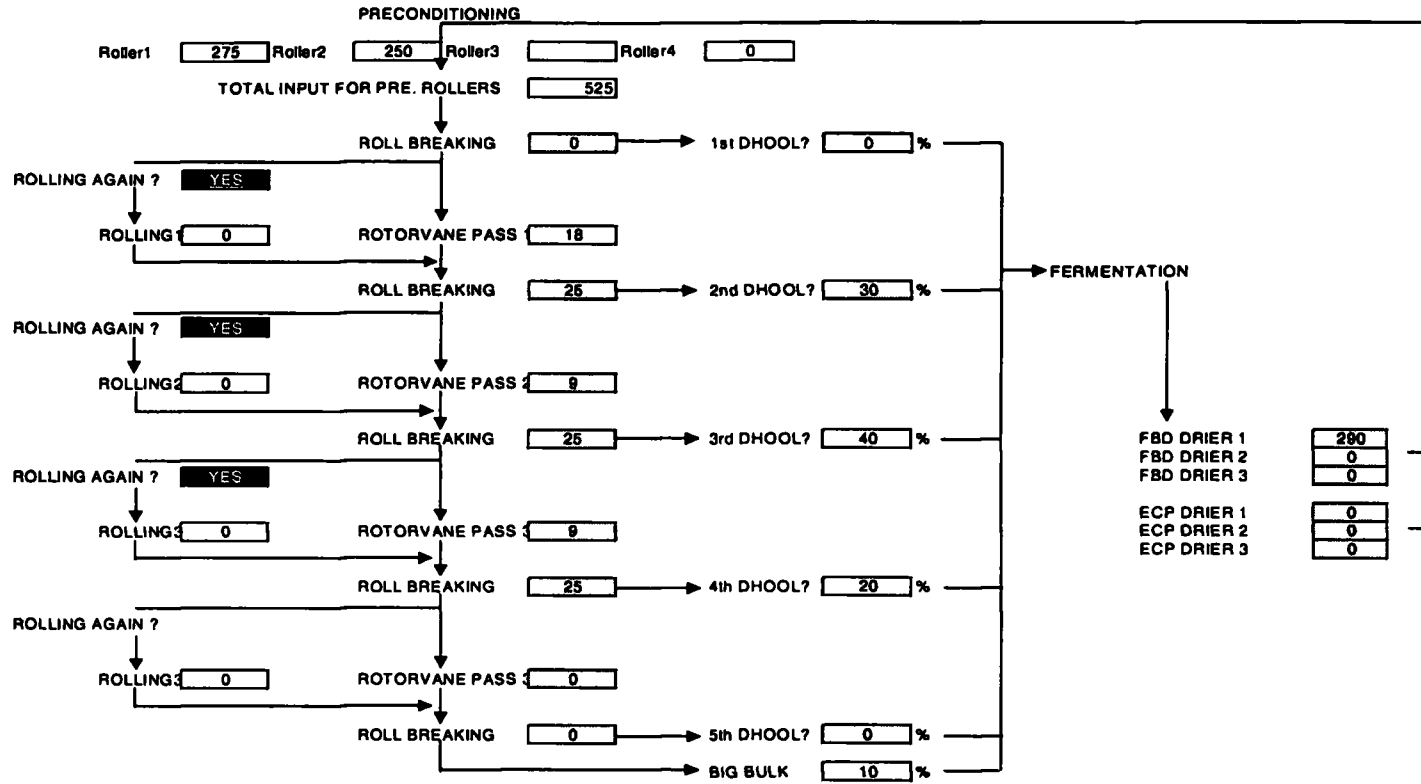 PRECONDITIONING
Roller1 275 Roller2 250 Roller3 Roller4 0
TOTAL INPUT FOR PRE. ROLLERS 525
ROLL BREAKING 0 1st DHOOL? 0 %
ROLLING AGAIN ? YES
ROLLING1 0 ROTORVANE PASS 1 18
FERMENTATION
ROLL BREAKING 25 2nd DHOOL? 30 %
ROLLING AGAIN ? YES
ROLLING2 0 ROTORVANE PASS 2 9
ROLL BREAKING 25 3rd DHOOL? 40 % FBD DRIER 1 290
FBD DRIER 2 0
ROLLING AGAIN ? YES FBD DRIER 3 0
ECP DRIER 1 0
ROLLING3 0 ROTORVANE PASS 3 9 ECP DRIER 2 0
ECP DRIER 3 0
ROLL BREAKING 25 4th DHOOL? 20 %
ROLLING AGAIN ?
ROLLING3 0 ROTORVANE PASS 3 0
ROLL BREAKING 0 5th DHOOL? 0 %
BIG BULK 10 %